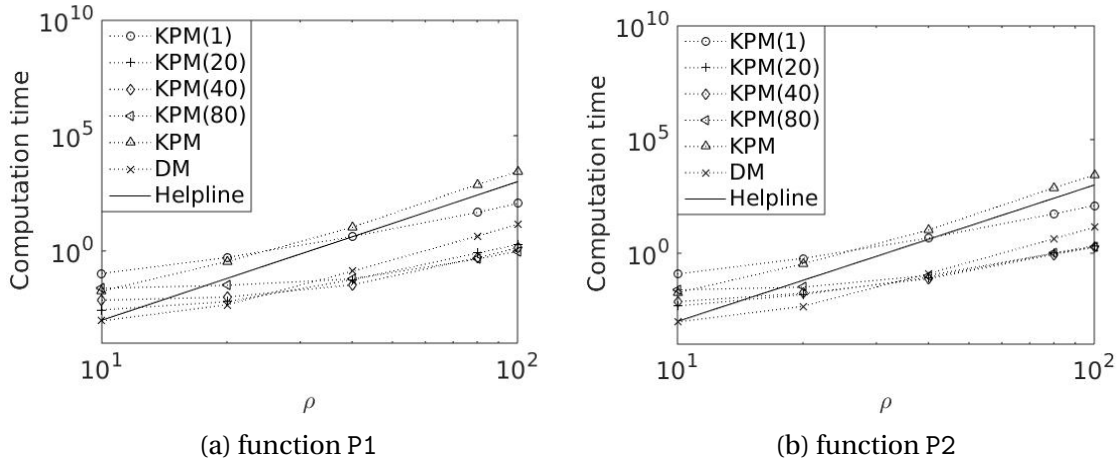 10^10
10^5
10^0
Computation time
KPM(1)
KPM(20)
KPM(40)
KPM(80)
KPM
DM
Helpline
10^1
10^2
ρ
(a) function P1
10^10
10^5
10^0
Computation time
KPM(1)
KPM(20)
KPM(40)
KPM(80)
KPM
DM
Helpline
10^1
10^2
ρ
(b) function P2